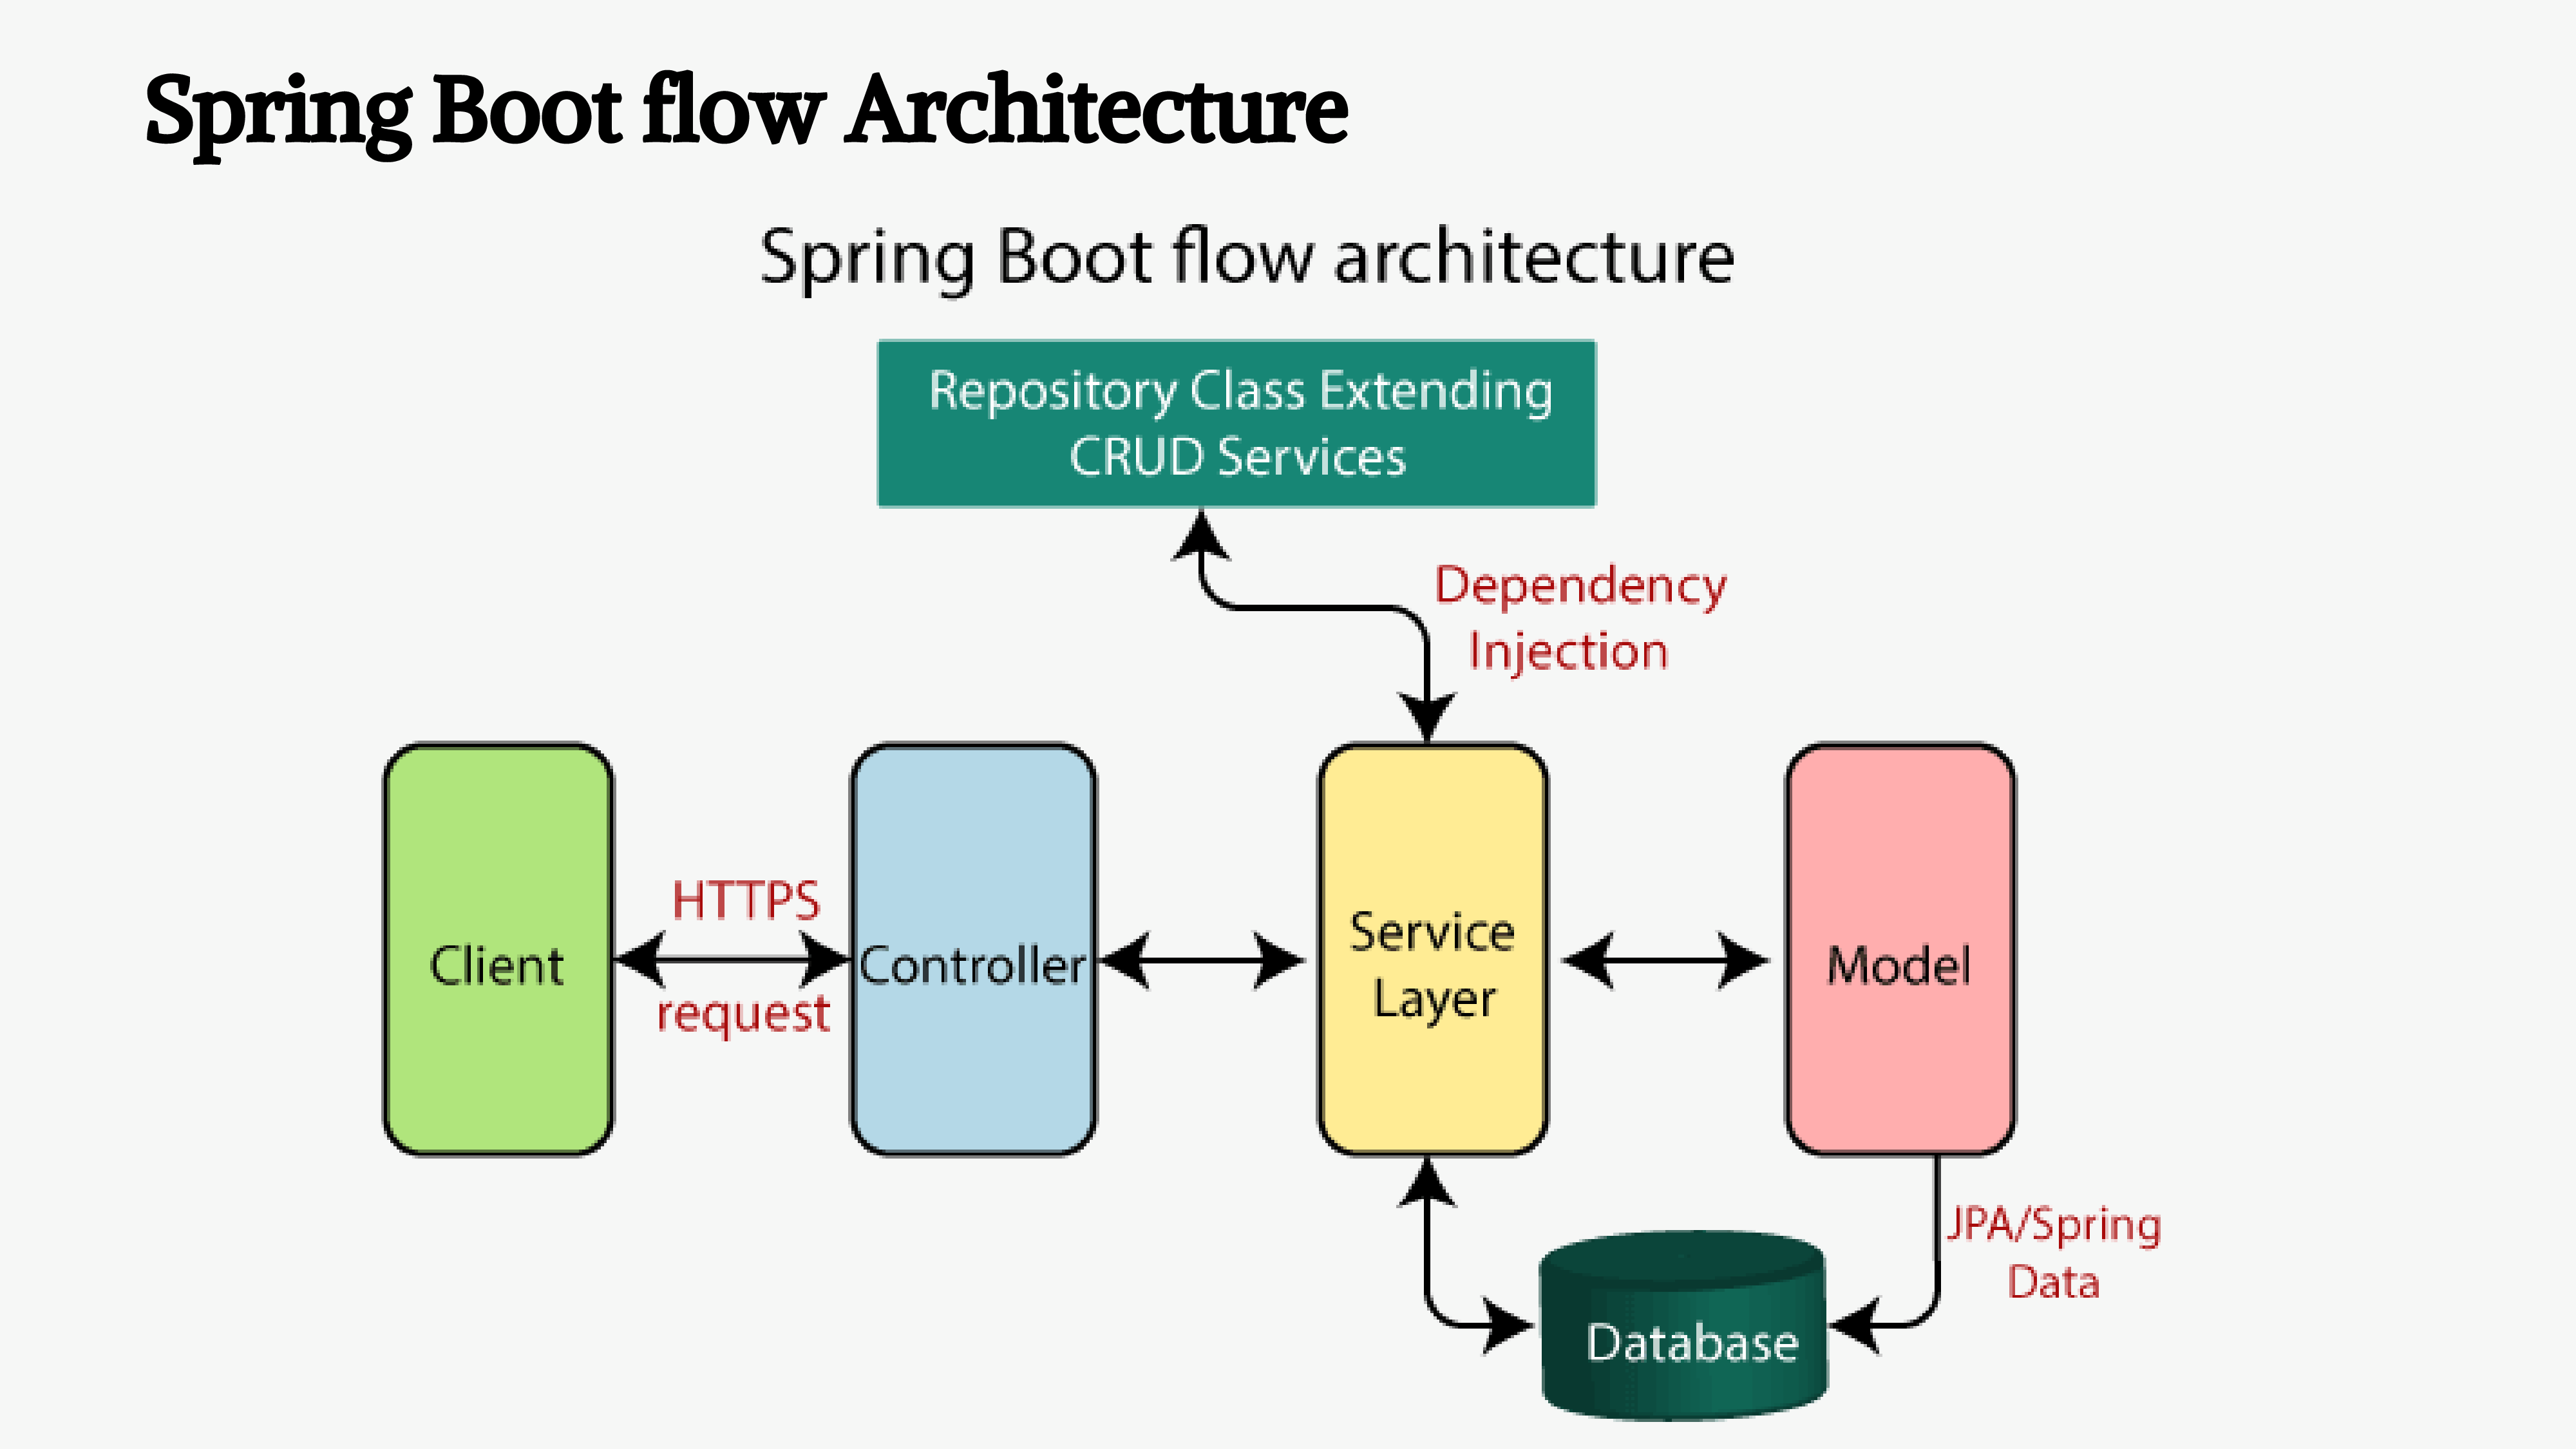 Spring Boot flow Architecture
Spring Boot flow architecture
Repository Class Extending
CRUD Services
Dependency
Injection
HTTPS
request
Client
Controller
Service
Layer
Model
JPA/Spring
Data
Database